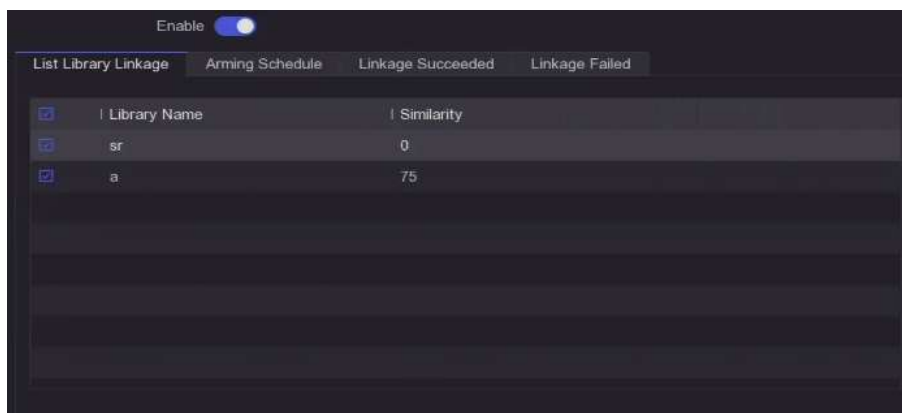 Enable
List Library Linkage Arming Schedule Linkage Succeeded Linkage Failed
Library Name Similarity
sr 0
a 75